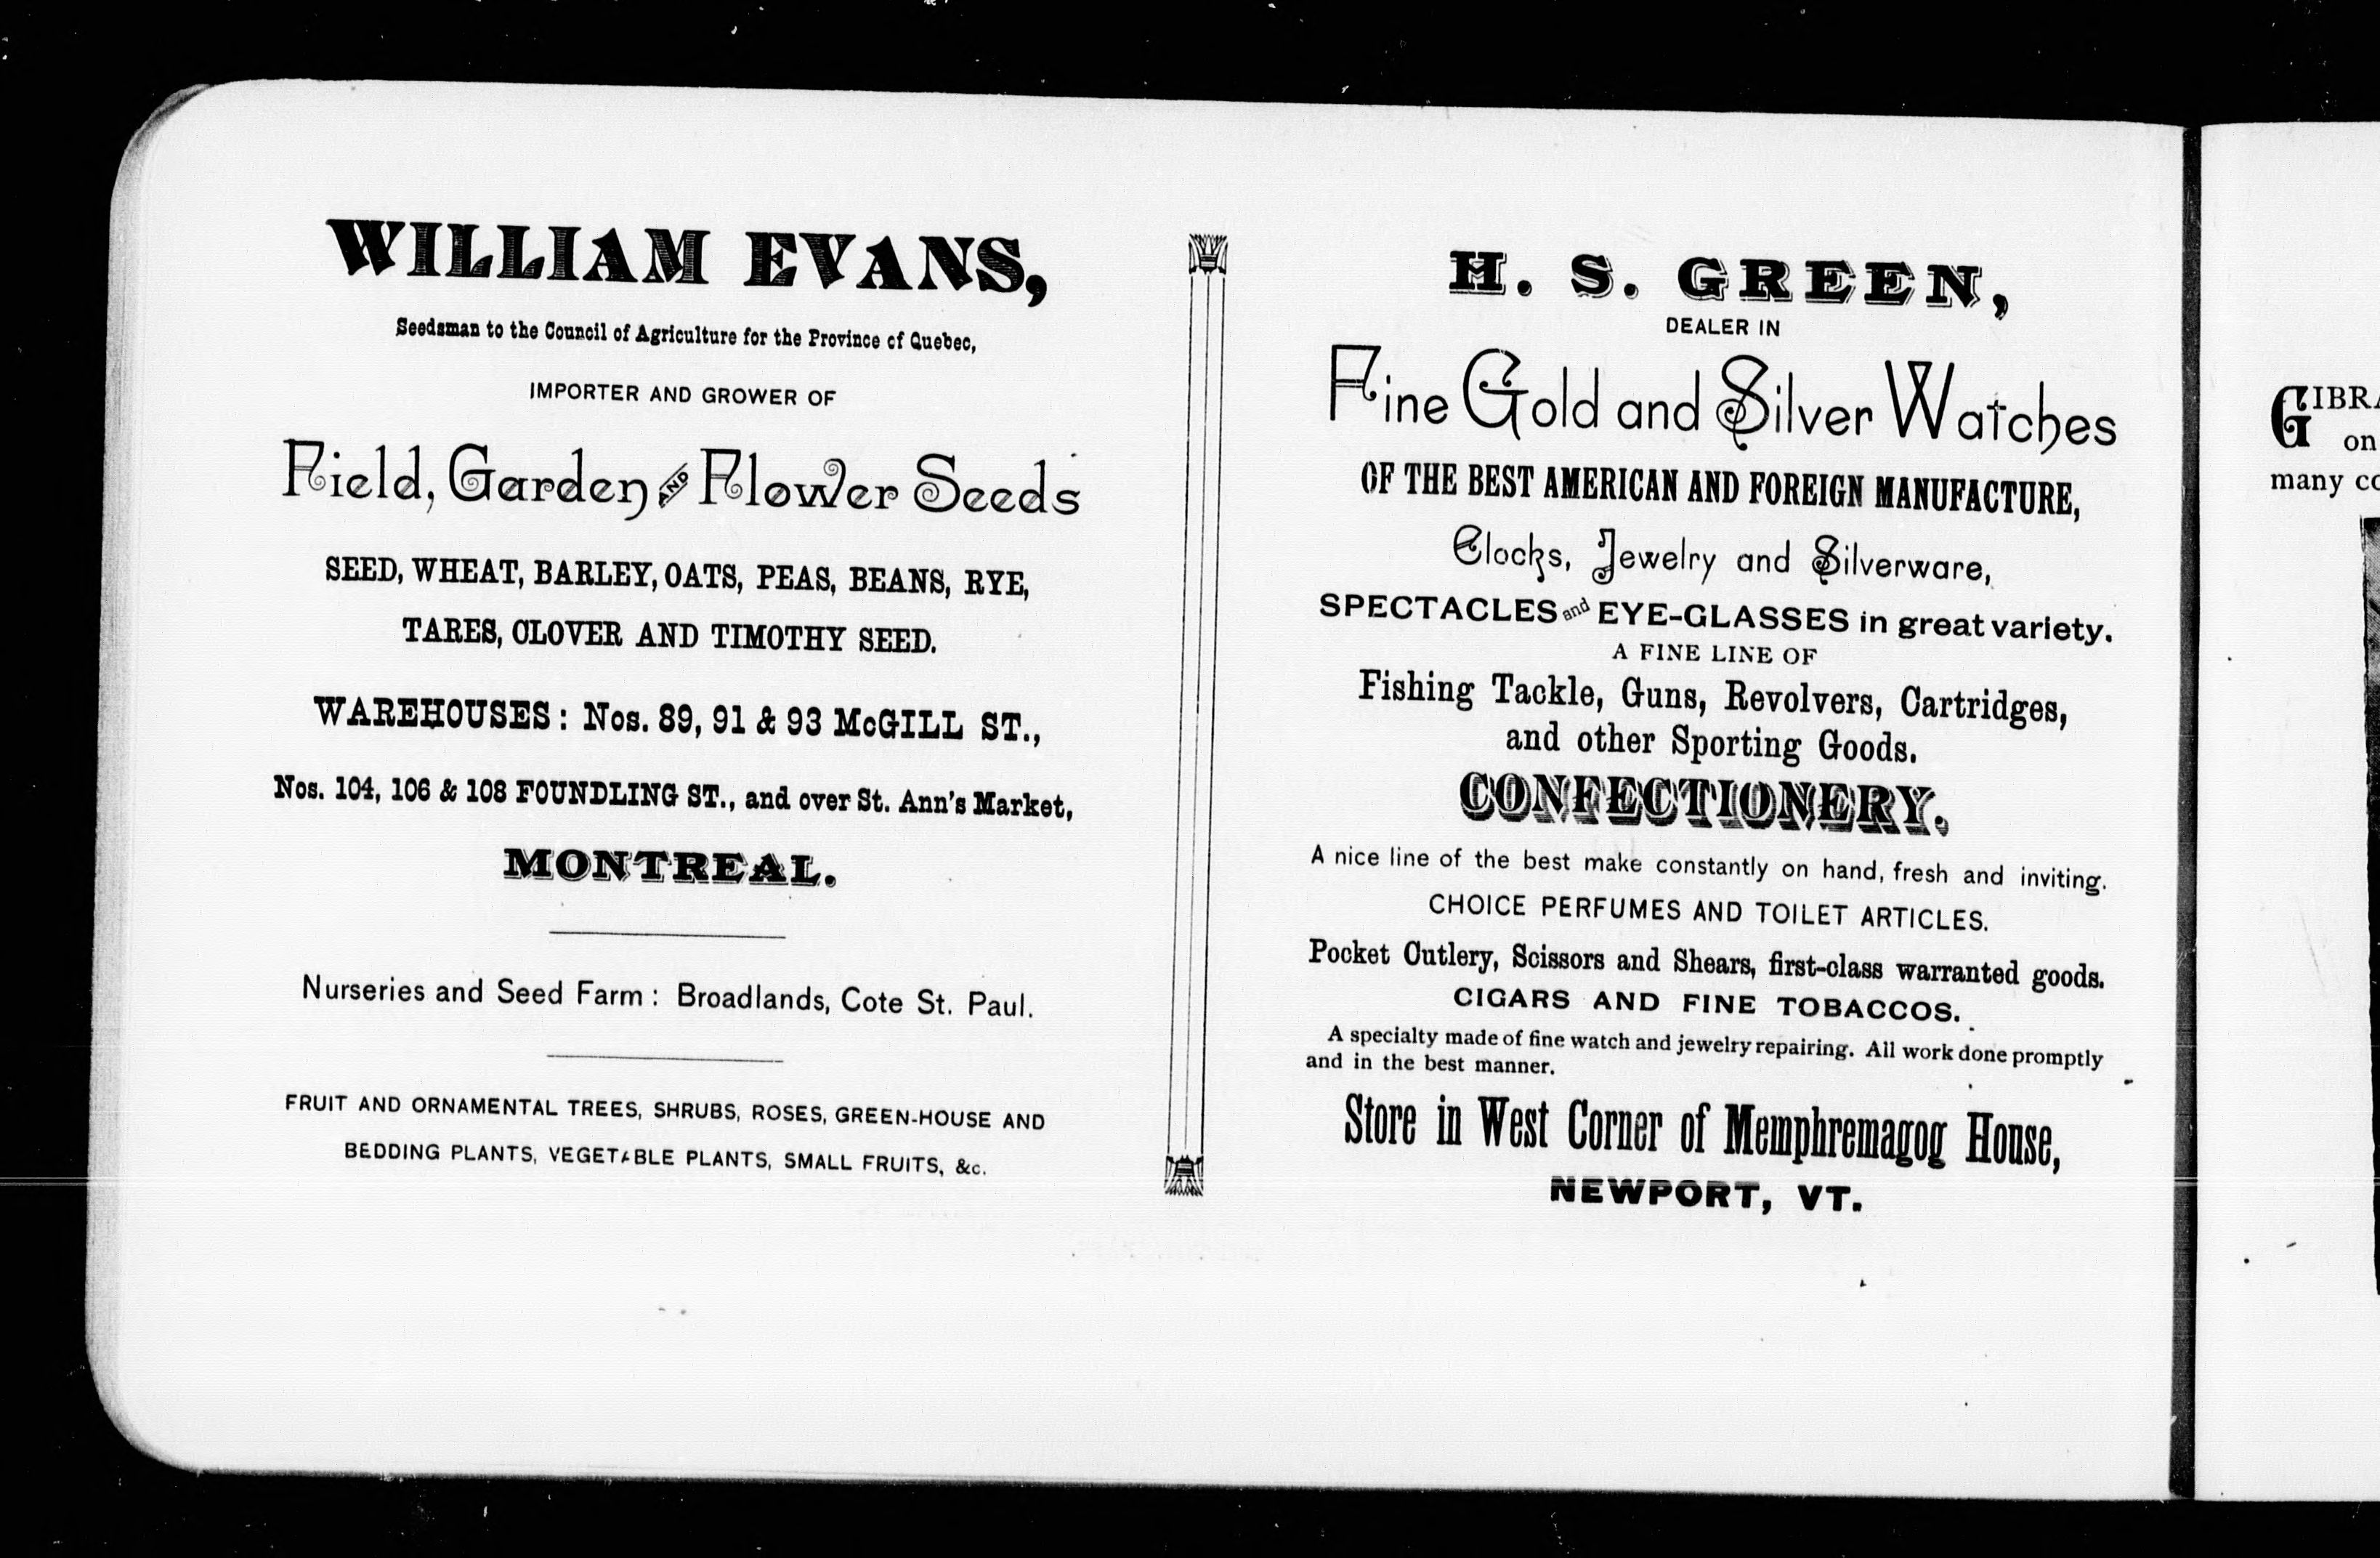 WILLIAM EVANS,
Seedsman to the Council of Agriculture for the Province of Quebec,
IMPORTER AND GROWER OF
Field, Garden AND Flower Seeds
SEED, WHEAT, BARLEY, OATS, PEAS, BEANS, RYE,
TARES, CLOVER AND TIMOTHY SEED.
WAREHOUSES: Nos. 89, 91 & 93 McGILL ST.,
Nos. 104, 106 & 108 FOUNDLING ST., and over St. Ann's Market,
MONTREAL.
Nurseries and Seed Farm: Broadlands, Cote St. Paul.
FRUIT AND ORNAMENTAL TREES, SHRUBS, ROSES, GREEN-HOUSE AND
BEDDING PLANTS, VEGETABLE PLANTS, SMALL FRUITS, &c.
H. S. GREEN,
DEALER IN
Fine Gold and Silver Watches
OF THE BEST AMERICAN AND FOREIGN MANUFACTURE,
Clocks, Jewelry and Silverware,
SPECTACLES and EYE-GLASSES in great variety.
A FINE LINE OF
Fishing Tackle, Guns, Revolvers, Cartridges,
and other Sporting Goods.
CONFECTIONERY.
A nice line of the best make constantly on hand, fresh and inviting.
CHOICE PERFUMES AND TOILET ARTICLES.
Pocket Cutlery, Scissors and Shears, first-class warranted goods.
CIGARS AND FINE TOBACCOS.
A specialty made of fine watch and jewelry repairing. All work done promptly
and in the best manner.
Store in West Corner of Memphremagog House,
NEWPORT, VT.
on
many